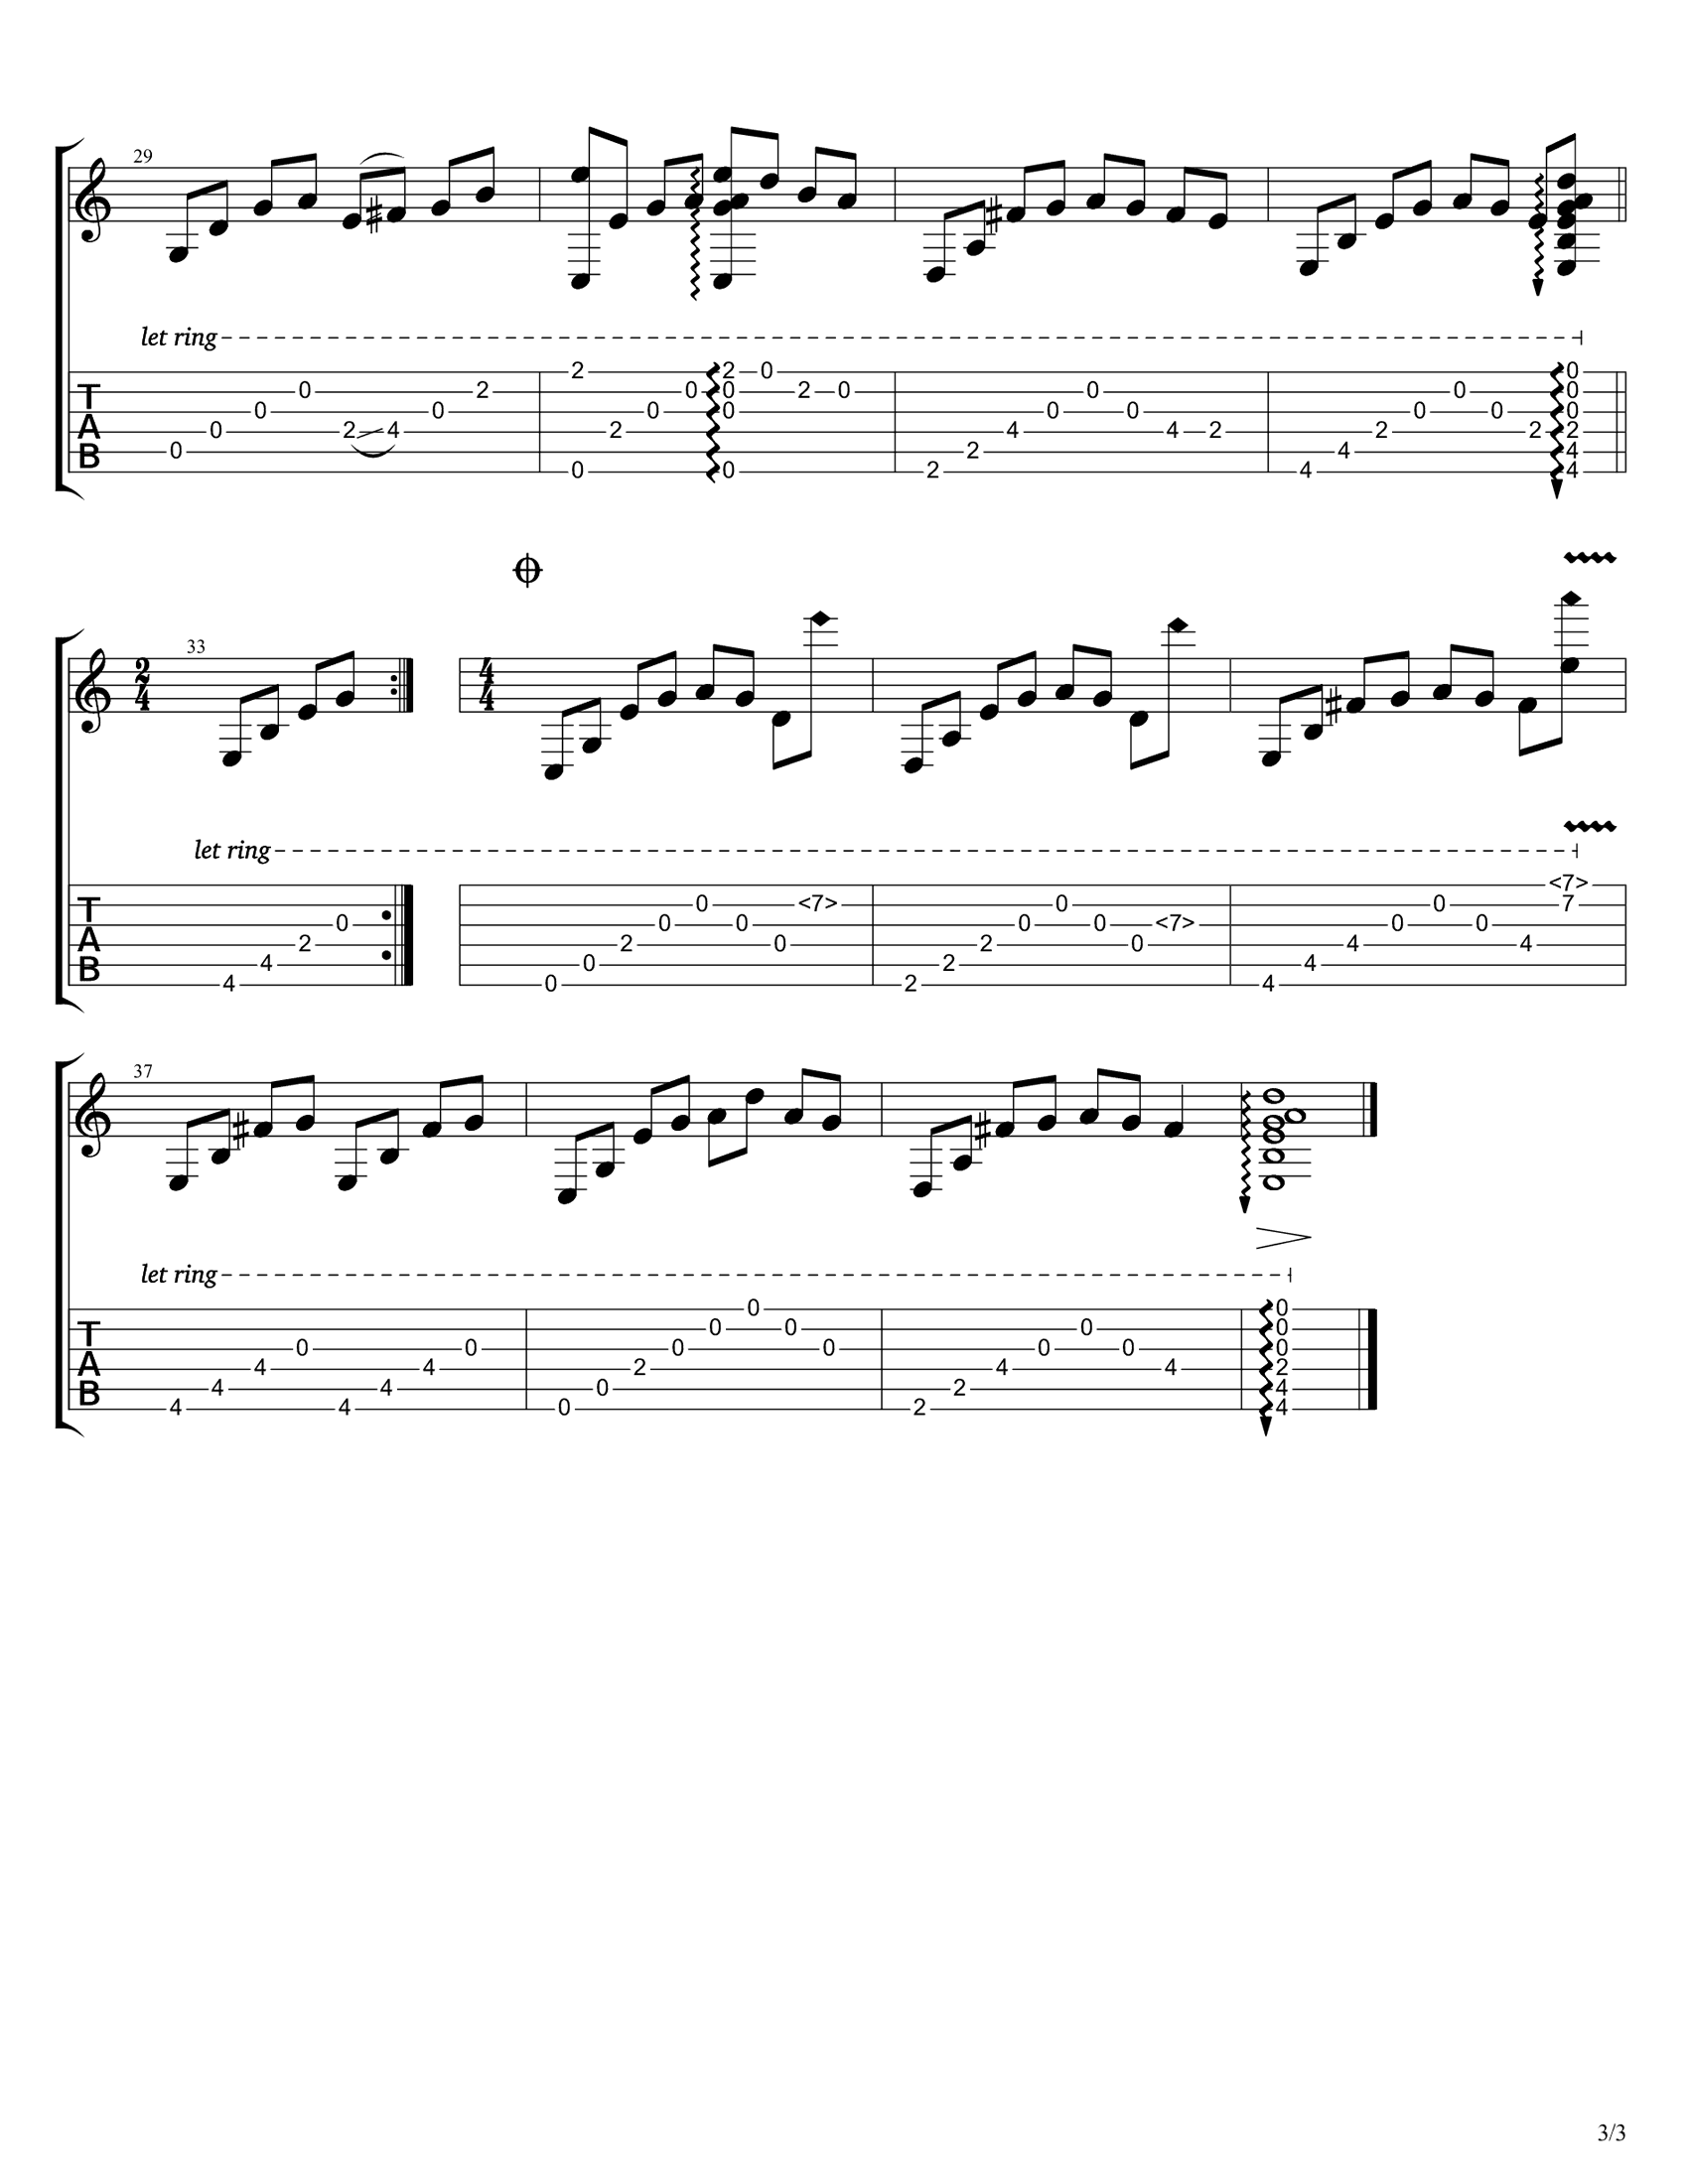 29
let ring
T 2 0 2 0
0 0 0 2 0 0 0 0
0 0 0 0 0 0 0 0
A 0 2 4 2 4 4 2 2 2 2
B 0 2 4 4
0 0 2 4 4
33
2
4
4
4
let ring
<7>
T 0 <7> 0 0 7
0 0 0 0 <7> 0 0
A 2 2 0 2 0 4 4
B 4 0 2 4
4 0 2 4
37
let ring
0 0
T 0 0 0 0
0 0 0 0 0 0 0
A 4 4 2 4 4 2
B 4 4 0 2 4
4 4 0 2 4
3/3